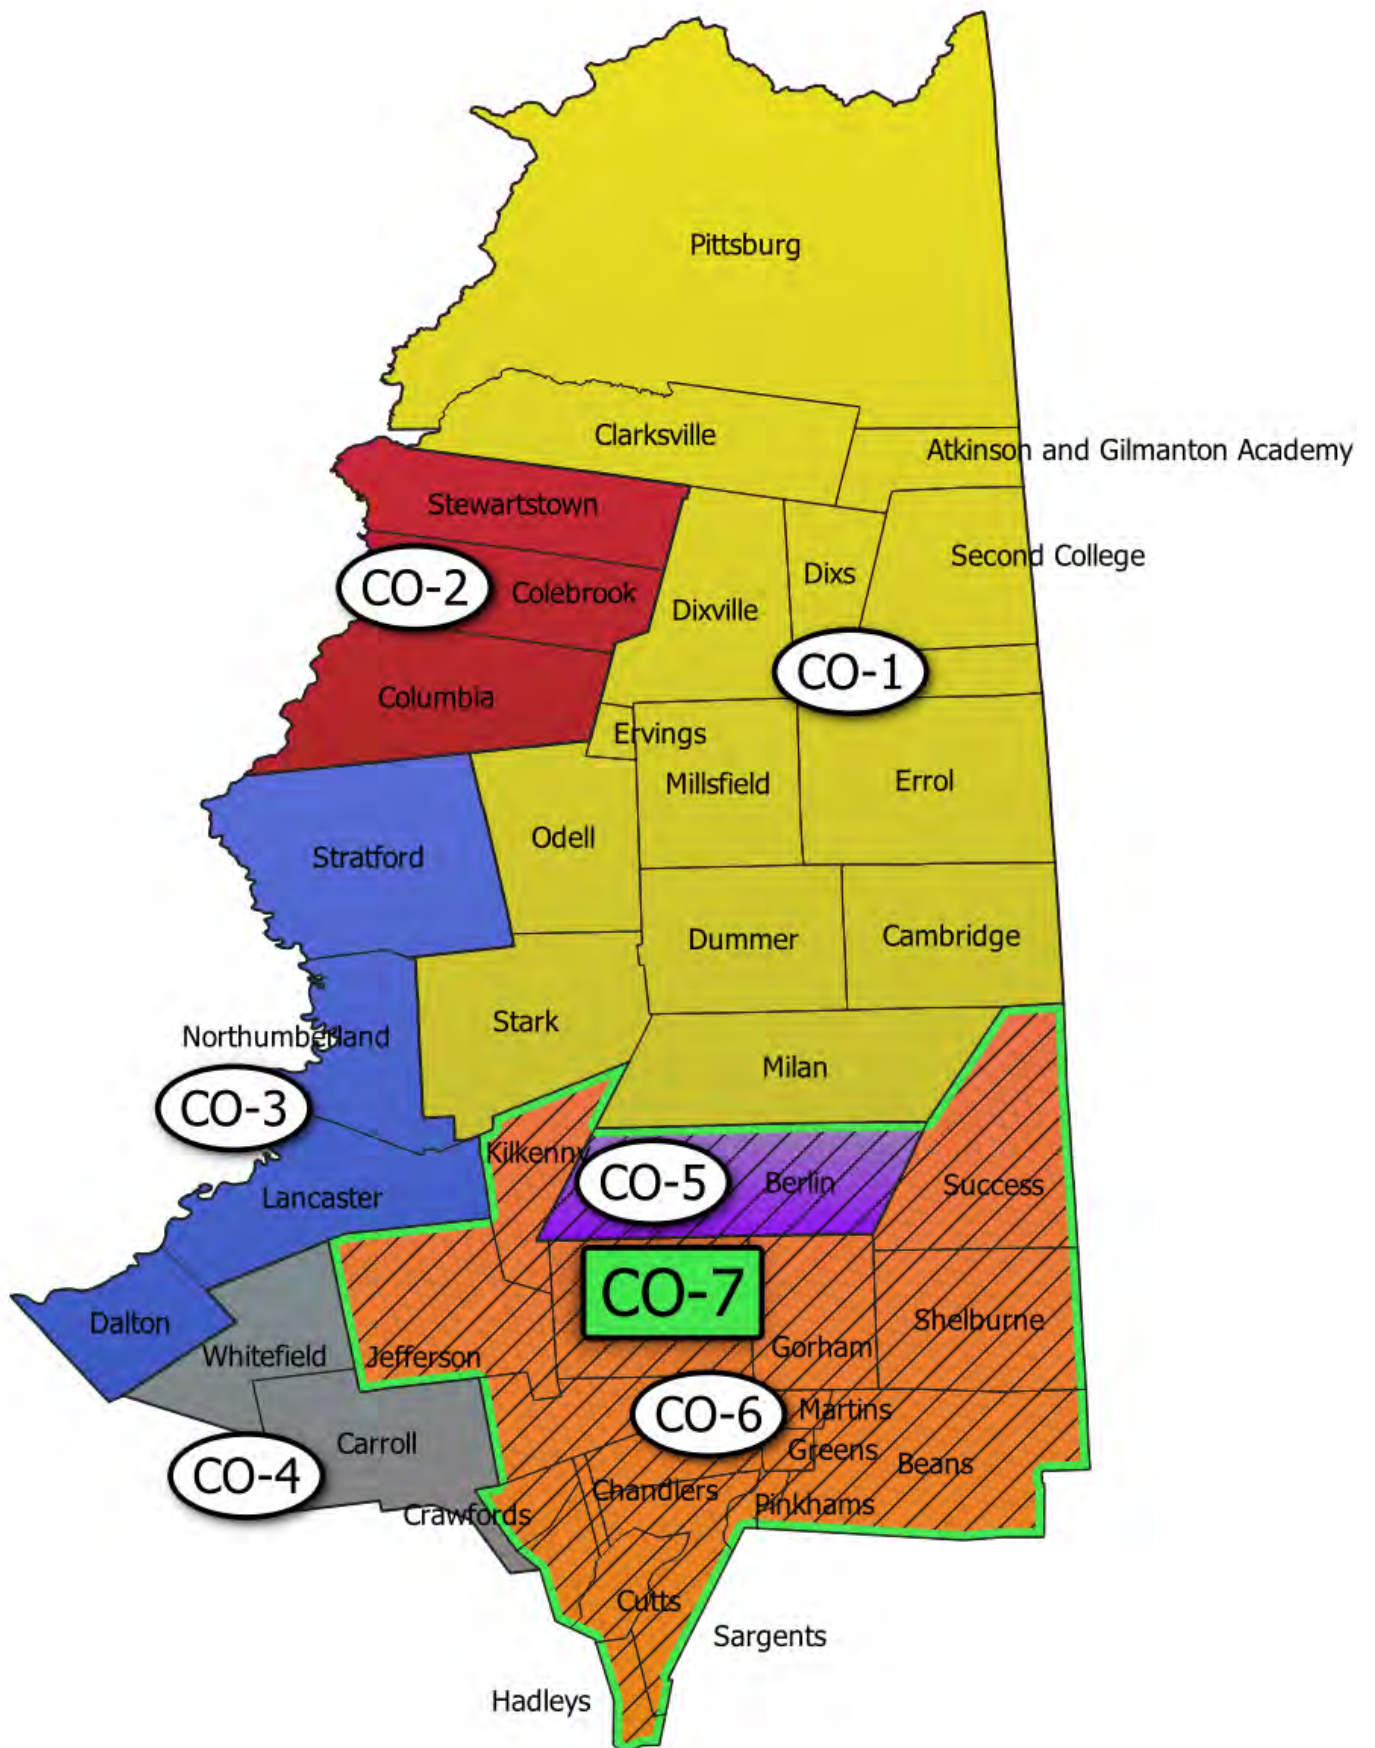 Pittsburg
Clarksville
Atkinson and Gilmanton Academy
Stewartstown
Second College
Dixs
CO-2
Colebrook
Dixville
CO-1
Columbia
Ervings
Millsfield
Errol
Odell
Stratford
Dummer
Cambridge
Stark
Northumberland
Milan
CO-3
Kilkenny
CO-5
Berlin
Success
Lancaster
CO-7
Dalton
Shelburne
Whitefield
Jefferson
Gorham
CO-6
Martins
Carroll
Greens
Beans
CO-4
Chandlers
Pinkhams
Crawfords
Cutts
Sargents
Hadleys